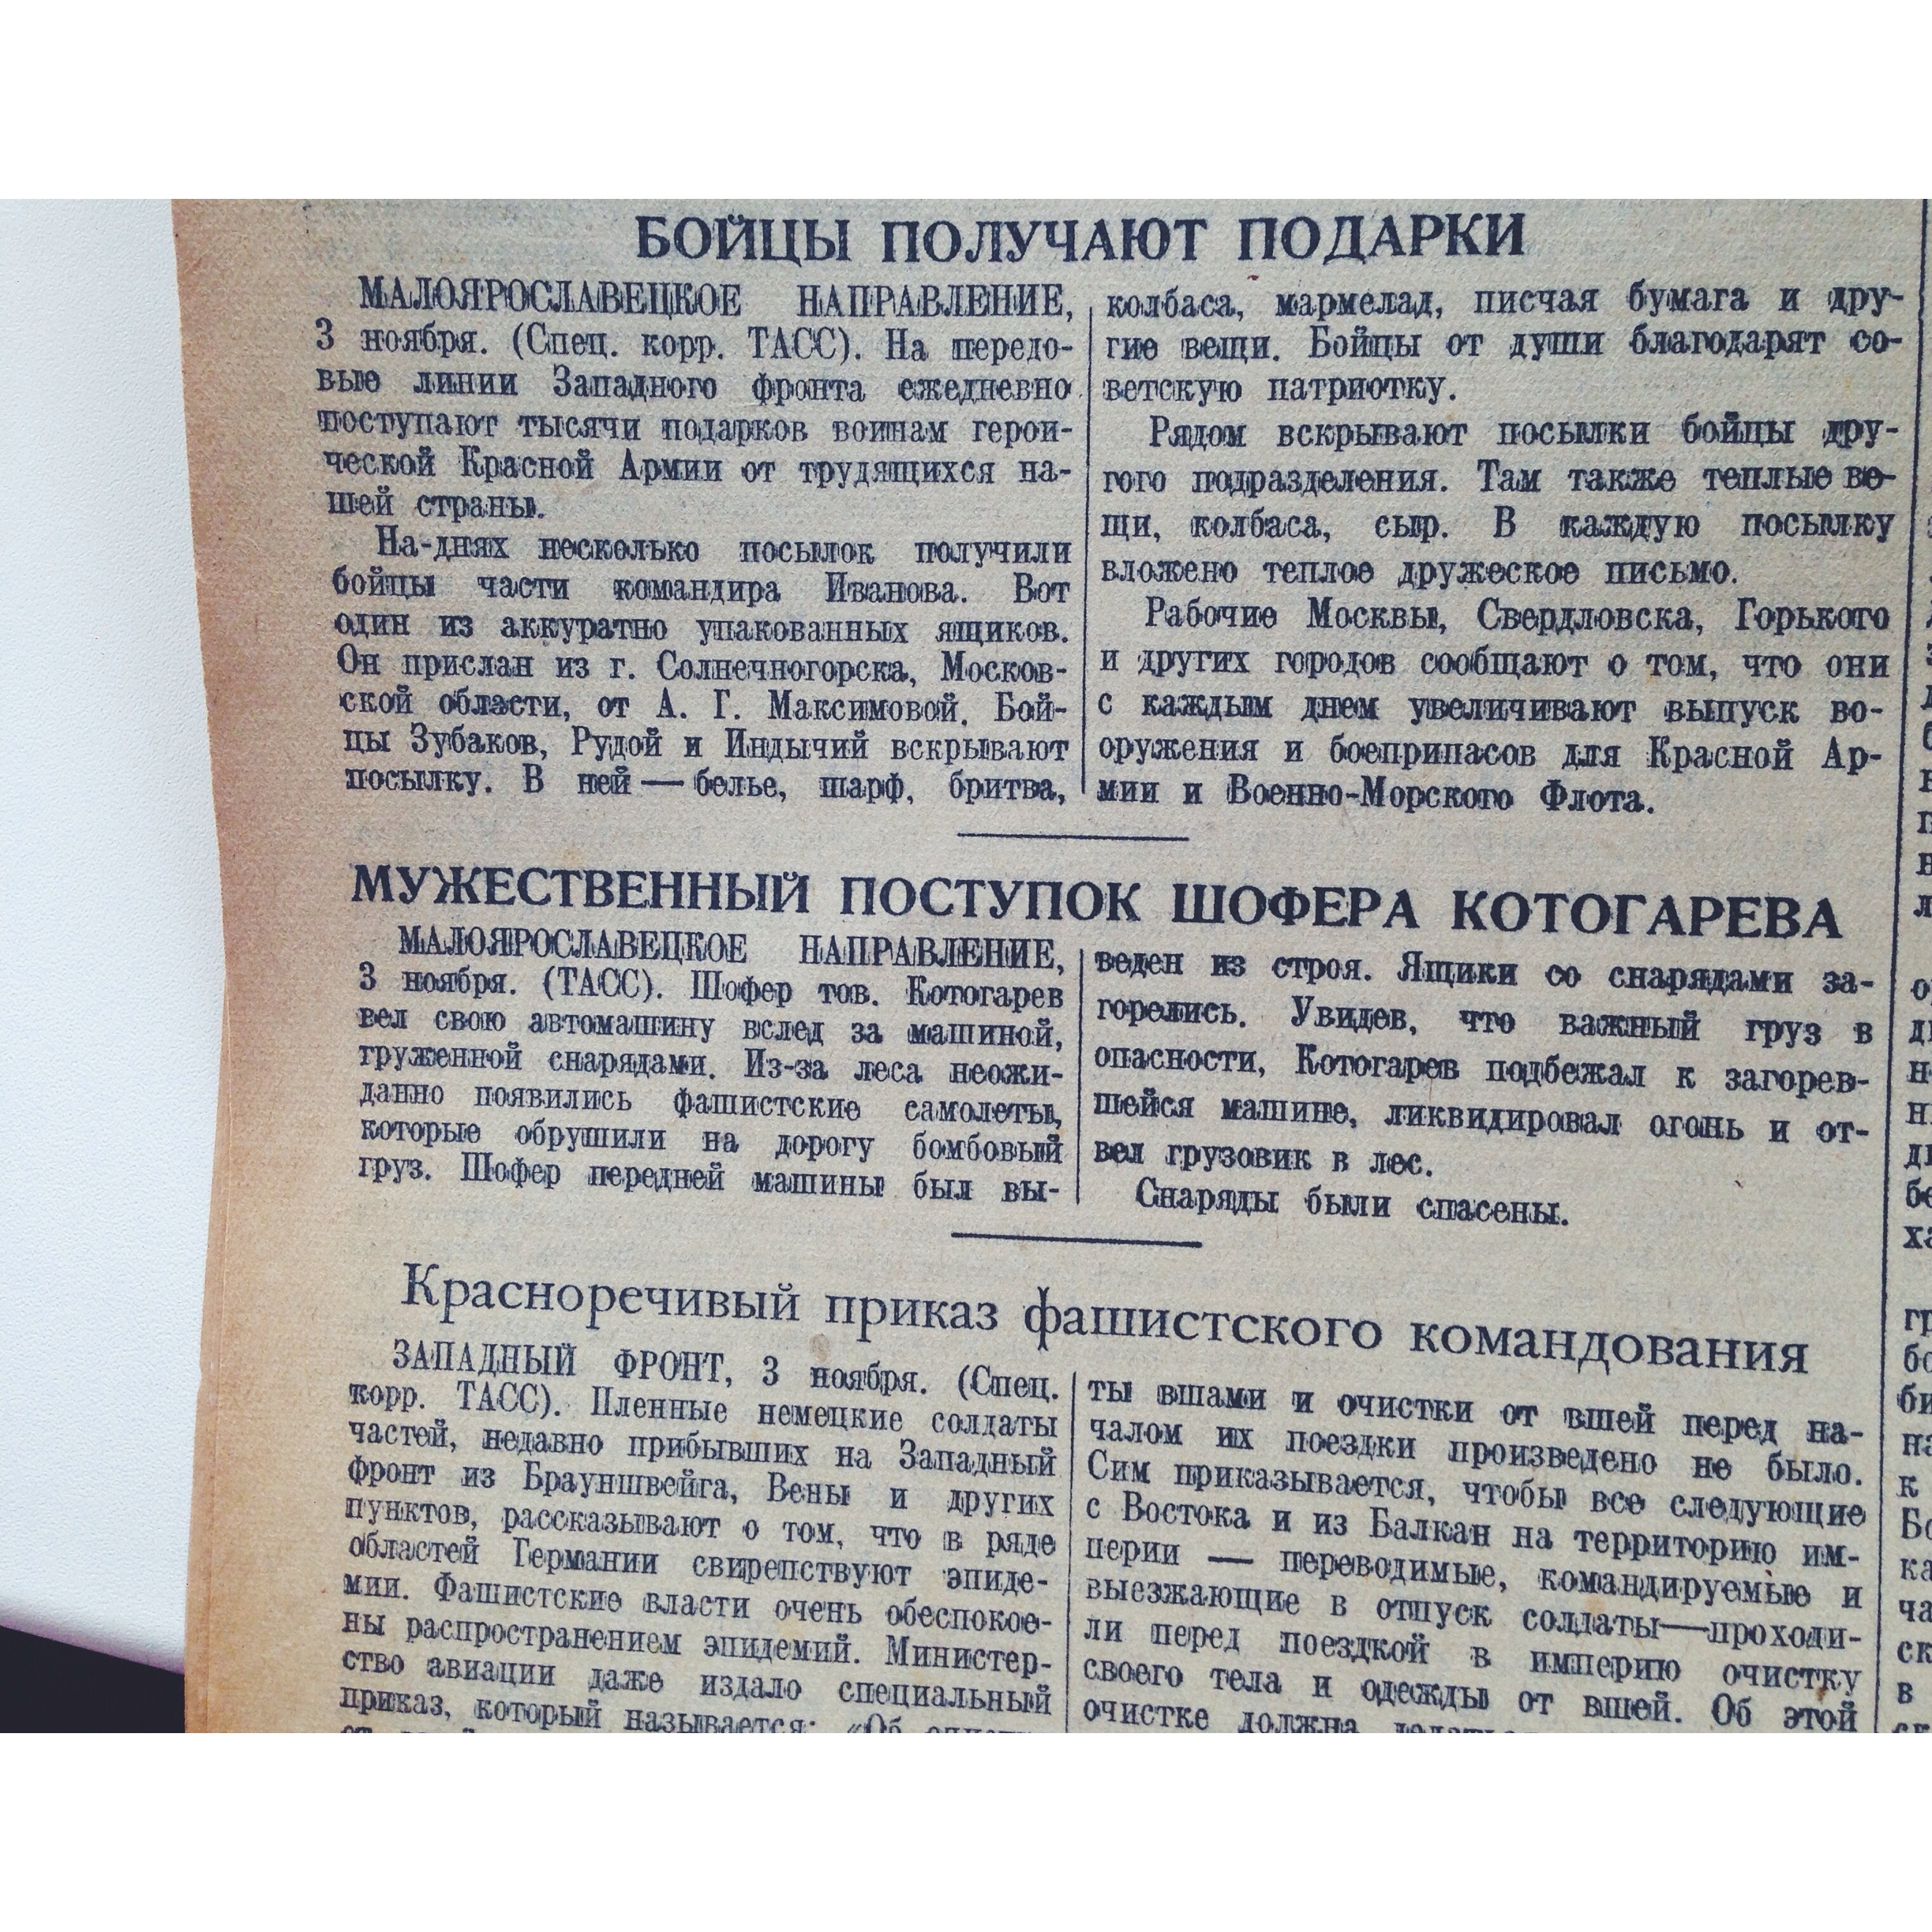 БОЙЦЫ ПОЛУЧАЮТ ПОДАРКИ
МАЛОЯРОСЛАВЕЦКОЕ НАПРАВЛЕНИЕ,
3 ноября. (Спец. корр. ТАСС). На передо-
вые линии Западного фронта ежедневно
поступают тысячи подарков воинам герои-
ческой Красной Армии от трудящихся на-
шей страны.
На-днях несколько посылок получили
бойцы части командира Иванова. Вот
один из аккуратно упакованных ящиков.
Он прислан из г. Солнечногорска, Москов-
ской области, от А. Г. Максимовой. Бой-
цы Зубаков, Рудой и Индычий вскрывают
посылку. В ней — белье, шарф, бритва,
колбаса, мармелад, писчая бумага и дру-
гие вещи. Бойцы от души благодарят со-
ветскую патриотку.
Рядом вскрывают посылки бойцы дру-
гого подразделения. Там также теплые ве-
щи, колбаса, сыр. В каждую посылку
вложено теплое дружеское письмо.
Рабочие Москвы, Свердловска, Горького
и других городов сообщают о том, что они
с каждым днем увеличивают выпуск во-
оружения и боеприпасов для Красной Ар-
мии и Военно-Морского Флота.
МУЖЕСТВЕННЫЙ ПОСТУПОК ШОФЕРА КОТОГАРЕВА
МАЛОЯРОСЛАВЕЦКОЕ НАПРАВЛЕНИЕ,
3 ноября. (ТАСС). Шофер тов. Котогарев
вел свою автомашину вслед за машиной,
груженной снарядами. Из-за леса неожи-
данно появились фашистские самолеты,
которые обрушили на дорогу бомбовый
груз. Шофер передней машины был вы-
веден из строя. Ящики со снарядами за-
горелись. Увидев, что важный груз в
опасности, Котогарев подбежал к загорев-
шейся машине, ликвидировал огонь и от-
вел грузовик в лес.
Снаряды были спасены.
Красноречивый приказ фашистского командования
ЗАПАДНЫЙ ФРОНТ, 3 ноября. (Спец.
корр. ТАСС). Пленные немецкие солдаты
частей, недавно прибывших на Западный
фронт из Брауншвейга, Вены и других
пунктов, рассказывают о том, что в ряде
областей Германии свирепствуют эпиде-
мии. Фашистские власти очень обеспокое-
ны распространением эпидемий. Министер-
ство авиации даже издало специальный
приказ, который называется: «Об
ты вшами и очистки от вшей перед на-
чалом их поездки произведено не было.
Сим приказывается, чтобы все следующие
с Востока и из Балкан на территорию им-
перии — переводимые, командируемые и
выезжающие в отпуск солдаты—проходи-
ли перед поездкой в империю очистку
своего тела и одежды от вшей. Об этой
очистке должна